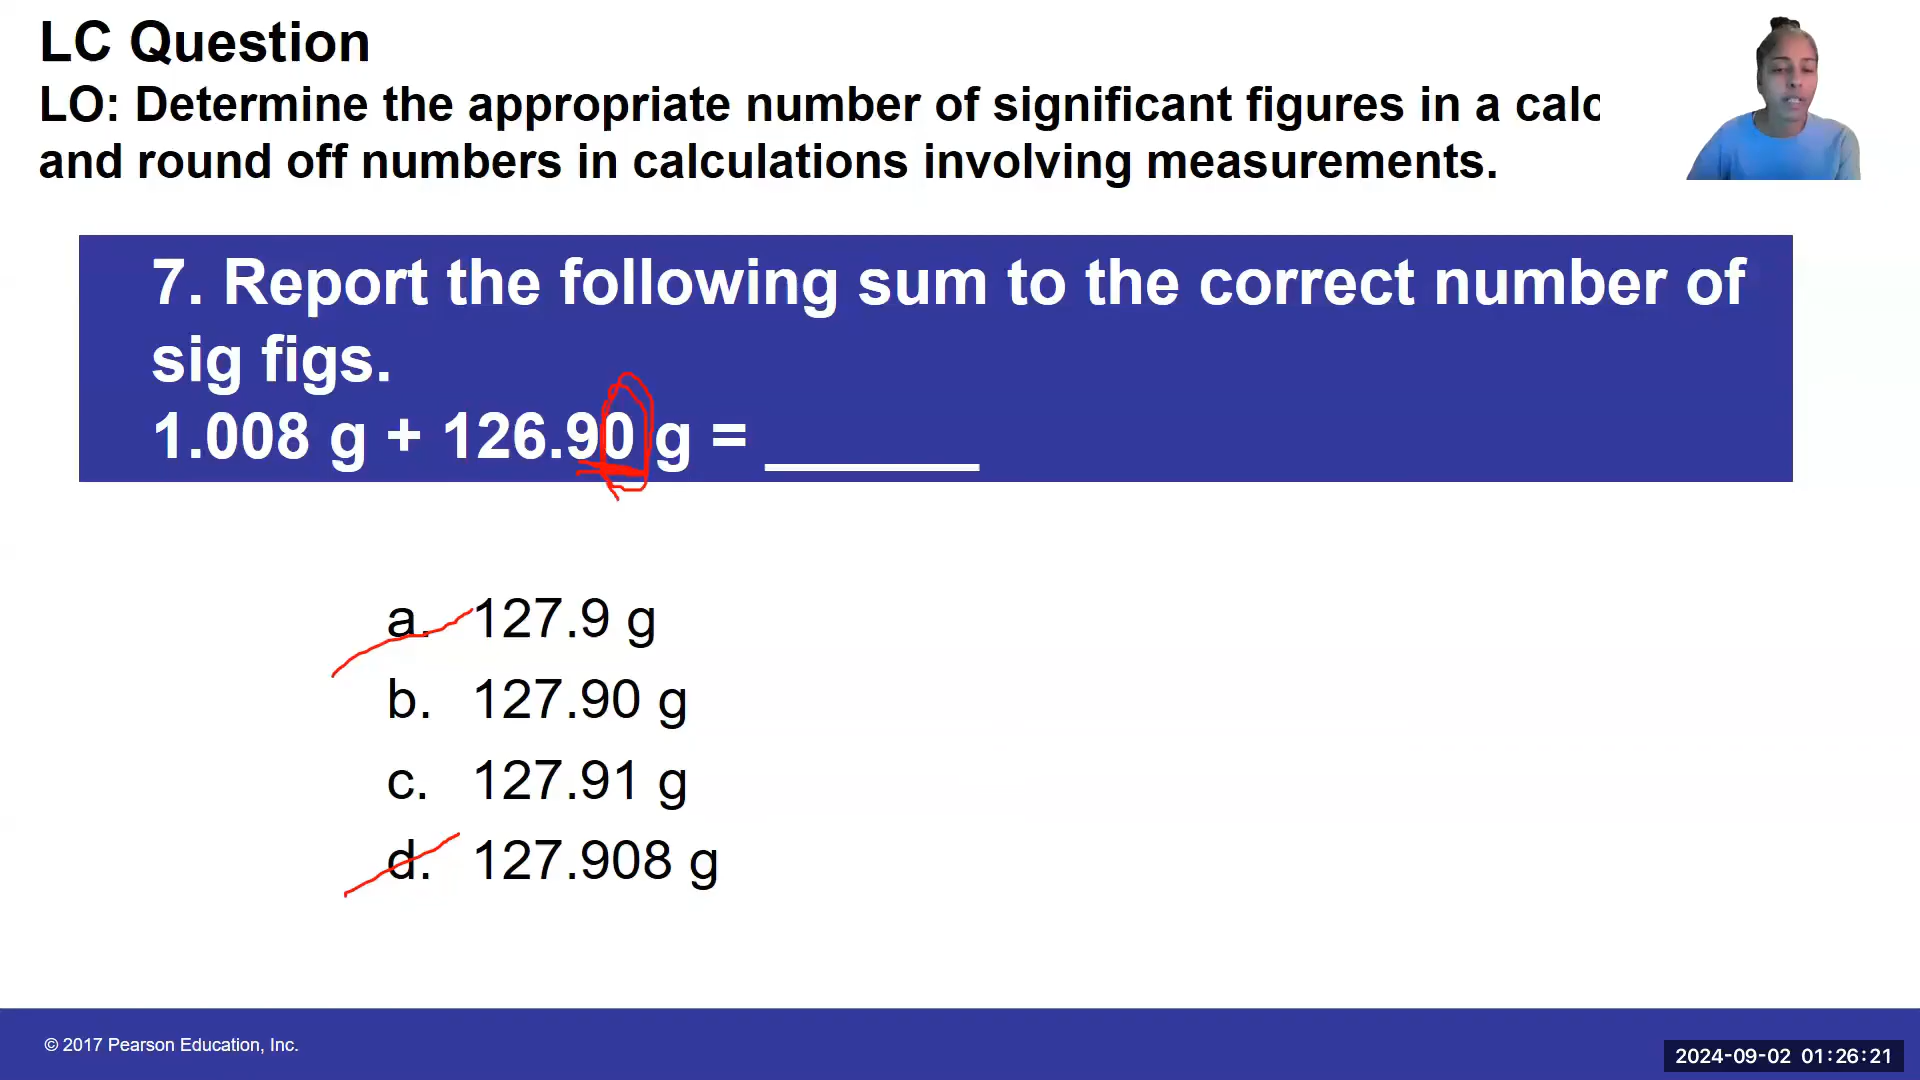 LC Question
LO: Determine the appropriate number of significant figures in a calc
and round off numbers in calculations involving measurements.
7. Report the following sum to the correct number of
sig figs.
1.008 g + 126.90 g = ______
a. 127.9 g
b. 127.90 g
c. 127.91 g
d. 127.908 g
© 2017 Pearson Education, Inc.
2024-09-02 01:26:21